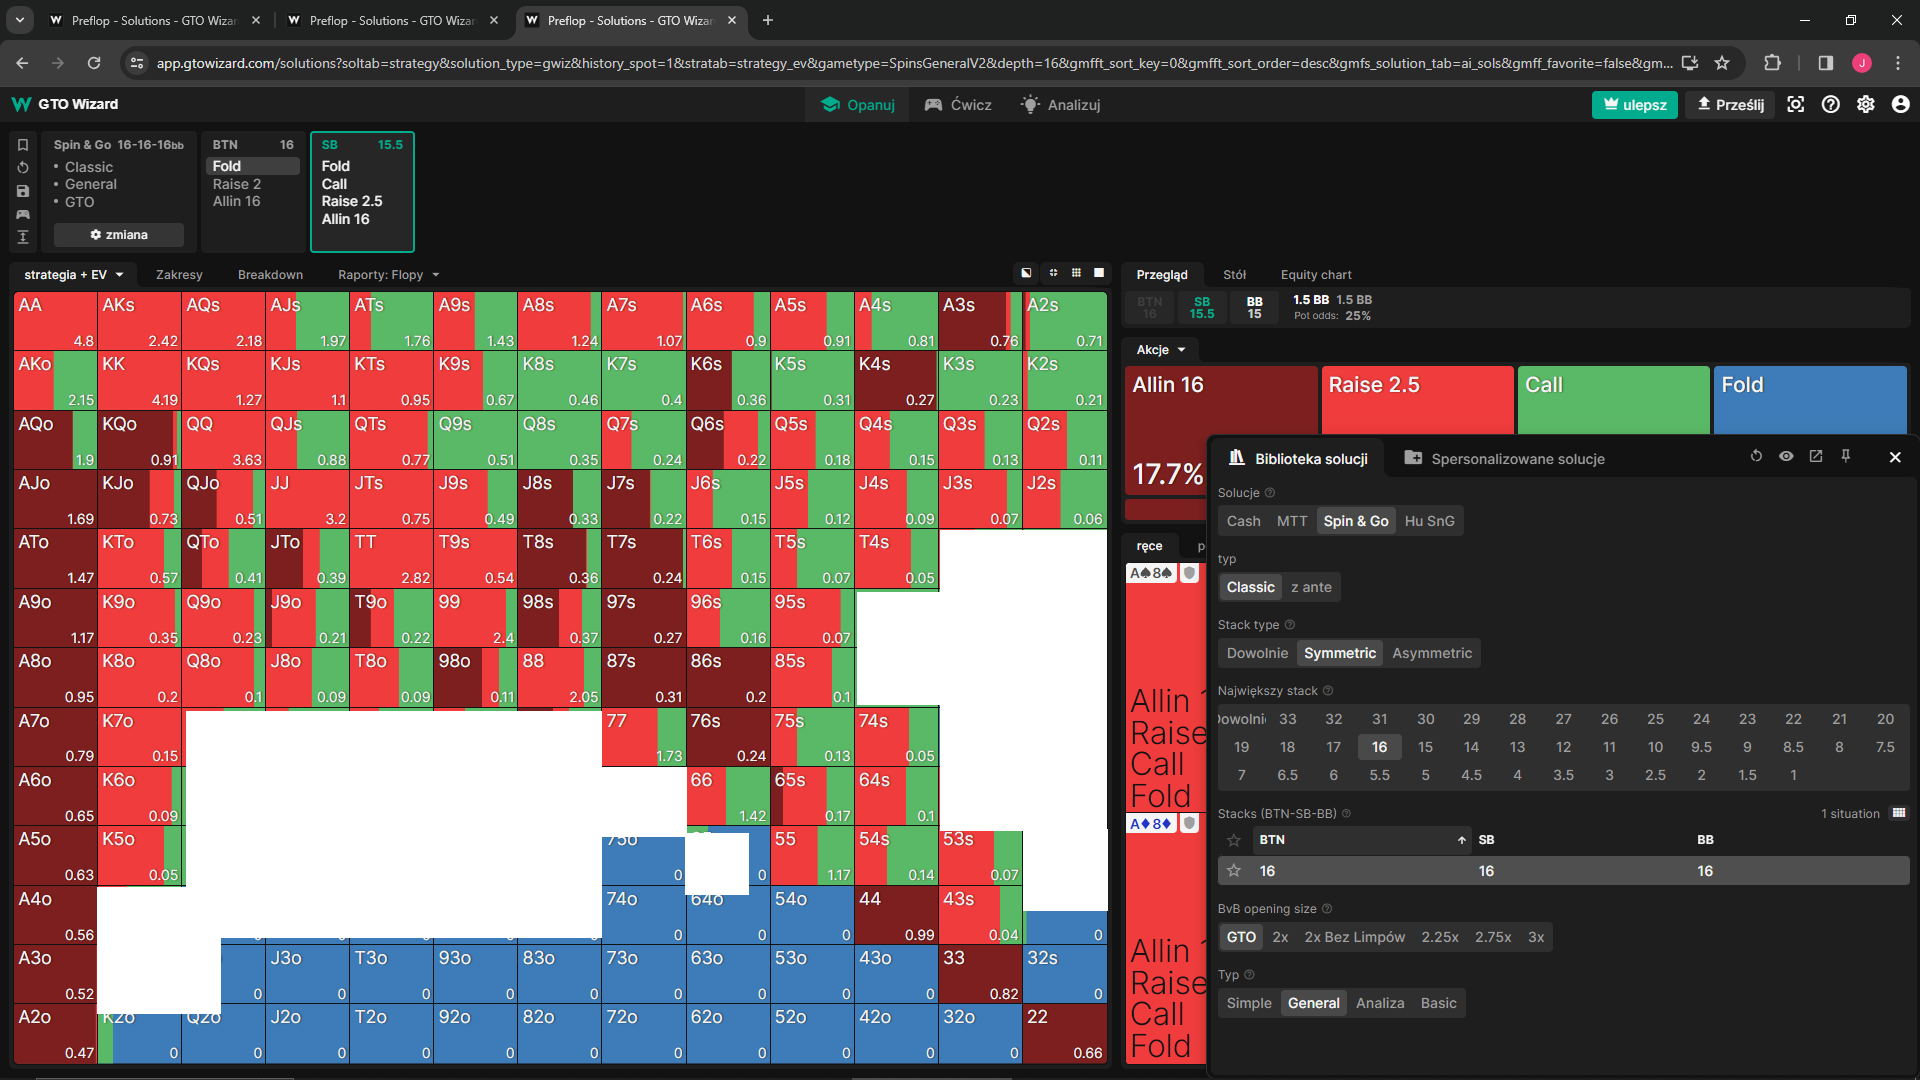 Preflop - Solutions - GTO Wizar
Preflop - Solutions - GTO Wizar
Preflop - Solutions - GTO Wizar
app.gtowizard.com/solutions?soltab=strategy&solution_type=gwiz&history_spot=1&stratab=strategy_ev&gametype=SpinsGeneralV2&depth=16&gmfft_sort_key=0&gmfft_sort_order=desc&gmfs_solution_tab=ai_sols&gmff_favorite=false&gm...
J
GTO Wizard
Opanuj
Ćwicz
Analizuj
ulepsz
Prześlij
Spin & Go 16-16-16bb
• Classic
• General
• GTO
zmiana
BTN 16
Fold
Raise 2
Allin 16
SB 15.5
Fold
Call
Raise 2.5
Allin 16
strategia + EV
Zakresy
Breakdown
Raporty: Flopy
AA AKs AQs AJs ATs A9s A8s A7s A6s A5s A4s A3s A2s
4.8 2.42 2.18 1.97 1.76 1.43 1.24 1.07 0.9 0.91 0.81 0.76 0.71
AKo KK KQs KJs KTs K9s K8s K7s K6s K5s K4s K3s K2s
2.15 4.19 1.27 1.1 0.95 0.67 0.46 0.4 0.36 0.31 0.27 0.23 0.21
AQo KQo QQ QJs QTs Q9s Q8s Q7s Q6s Q5s Q4s Q3s Q2s
1.9 0.91 3.63 0.88 0.77 0.51 0.35 0.24 0.22 0.18 0.15 0.13 0.11
AJo KJo QJo JJ JTs J9s J8s J7s J6s J5s J4s J3s J2s
1.69 0.73 0.51 3.2 0.75 0.49 0.33 0.22 0.15 0.12 0.09 0.07 0.06
ATo KTo QTo JTo TT T9s T8s T7s T6s T5s T4s
1.47 0.57 0.41 0.39 2.82 0.54 0.36 0.24 0.15 0.07 0.05
A9o K9o Q9o J9o T9o 99 98s 97s 96s 95s
1.17 0.35 0.23 0.21 0.22 2.4 0.37 0.27 0.16 0.07
A8o K8o Q8o J8o T8o 98o 88 87s 86s 85s
0.95 0.2 0.1 0.09 0.09 0.11 2.05 0.31 0.2 0.1
A7o K7o 77 76s 75s 74s
0.79 0.15 1.73 0.24 0.13 0.05
A6o K6o 66 65s 64s
0.65 0.09 1.42 0.17 0.1
A5o K5o 75o 55 54s 53s
0.63 0.05 0 0 1.17 0.14 0.07
A4o 74o 64o 54o 44 43s
0.56 0 0 0 0.99 0.04 0
A3o J3o T3o 93o 83o 73o 63o 53o 43o 33 32s
0.52 0 0 0 0 0 0 0 0 0 0.82 0
A2o K2o Q2o J2o T2o 92o 82o 72o 62o 52o 42o 32o 22
0.47 0 0 0 0 0 0 0 0 0 0 0 0.66
Przegląd
Stół
Equity chart
BTN 16
SB 15.5
BB 15
1.5 BB 1.5 BB
Pot odds: 25%
Akcje
Allin 16
17.7%
Raise 2.5
Call
Fold
ręce
p
A♠8♠
Allin 1
Raise
Call
Fold
A♦8♦
Allin 1
Raise
Call
Fold
Biblioteka solucji
Spersonalizowane solucje
Solucje
Cash MTT Spin & Go Hu SnG
typ
Classic z ante
Stack type
Dowolnie Symmetric Asymmetric
Największy stack
33 32 31 30 29 28 27 26 25 24 23 22 21 20
19 18 17 16 15 14 13 12 11 10 9.5 9 8.5 8 7.5
7 6.5 6 5.5 5 4.5 4 3.5 3 2.5 2 1.5 1
Stacks (BTN-SB-BB)
1 situation
BTN SB BB
16 16 16
BvB opening size
GTO 2x 2x Bez Limpów 2.25x 2.75x 3x
Typ
Simple General Analiza Basic